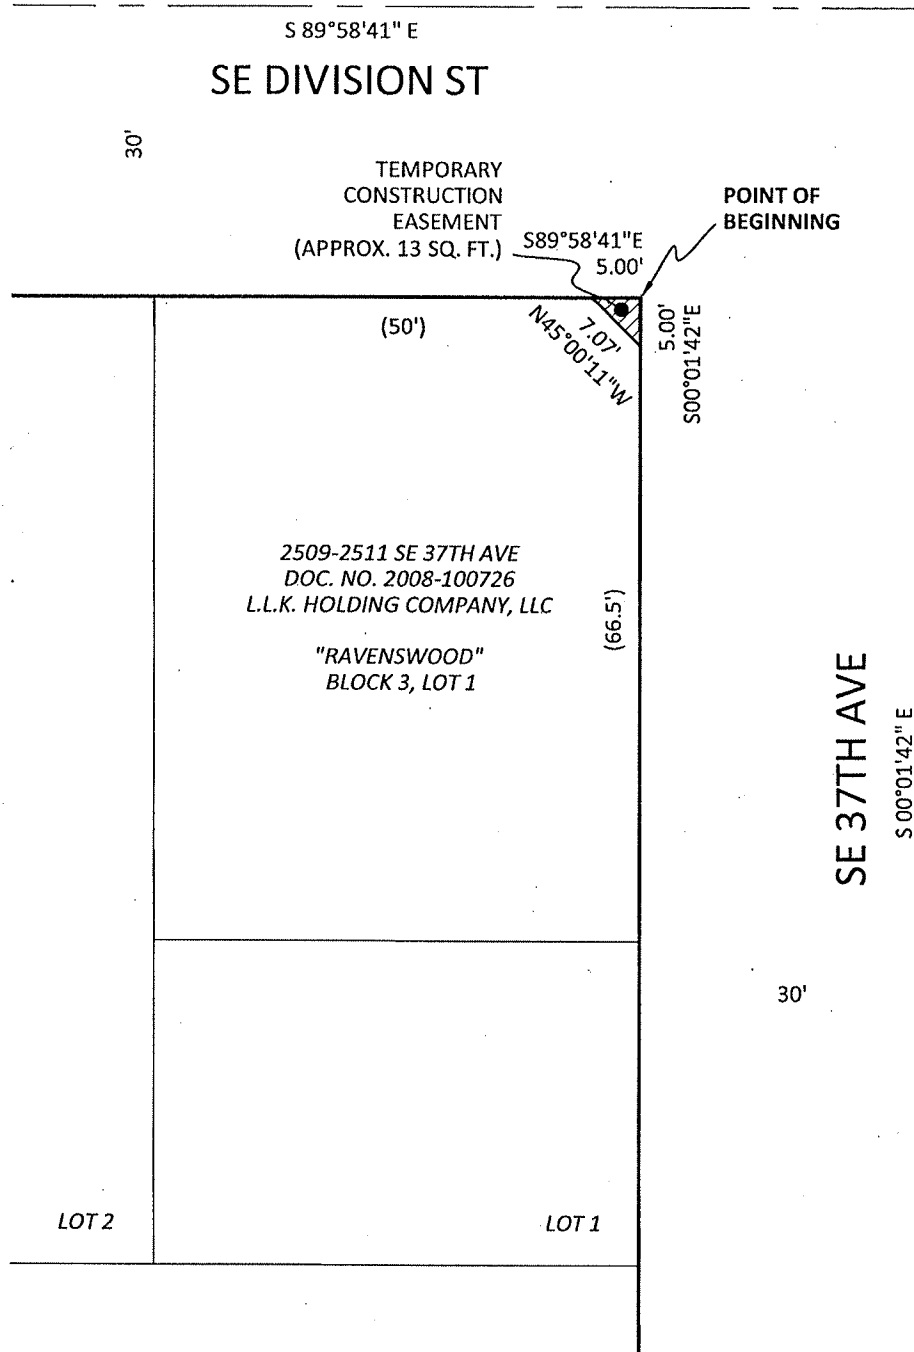 S 89°58'41" E
SE DIVISION ST
30'
TEMPORARY
CONSTRUCTION
EASEMENT
(APPROX. 13 SQ. FT.)
S89°58'41"E
5.00'
POINT OF
BEGINNING
(50')
7.07'
N45°00'11"W
5.00'
S00°01'42"E
2509-2511 SE 37TH AVE
DOC. NO. 2008-100726
L.L.K. HOLDING COMPANY, LLC
"RAVENSWOOD"
BLOCK 3, LOT 1
(66.5')
SE 37TH AVE
S 00°01'42" E
30'
LOT 2
LOT 1